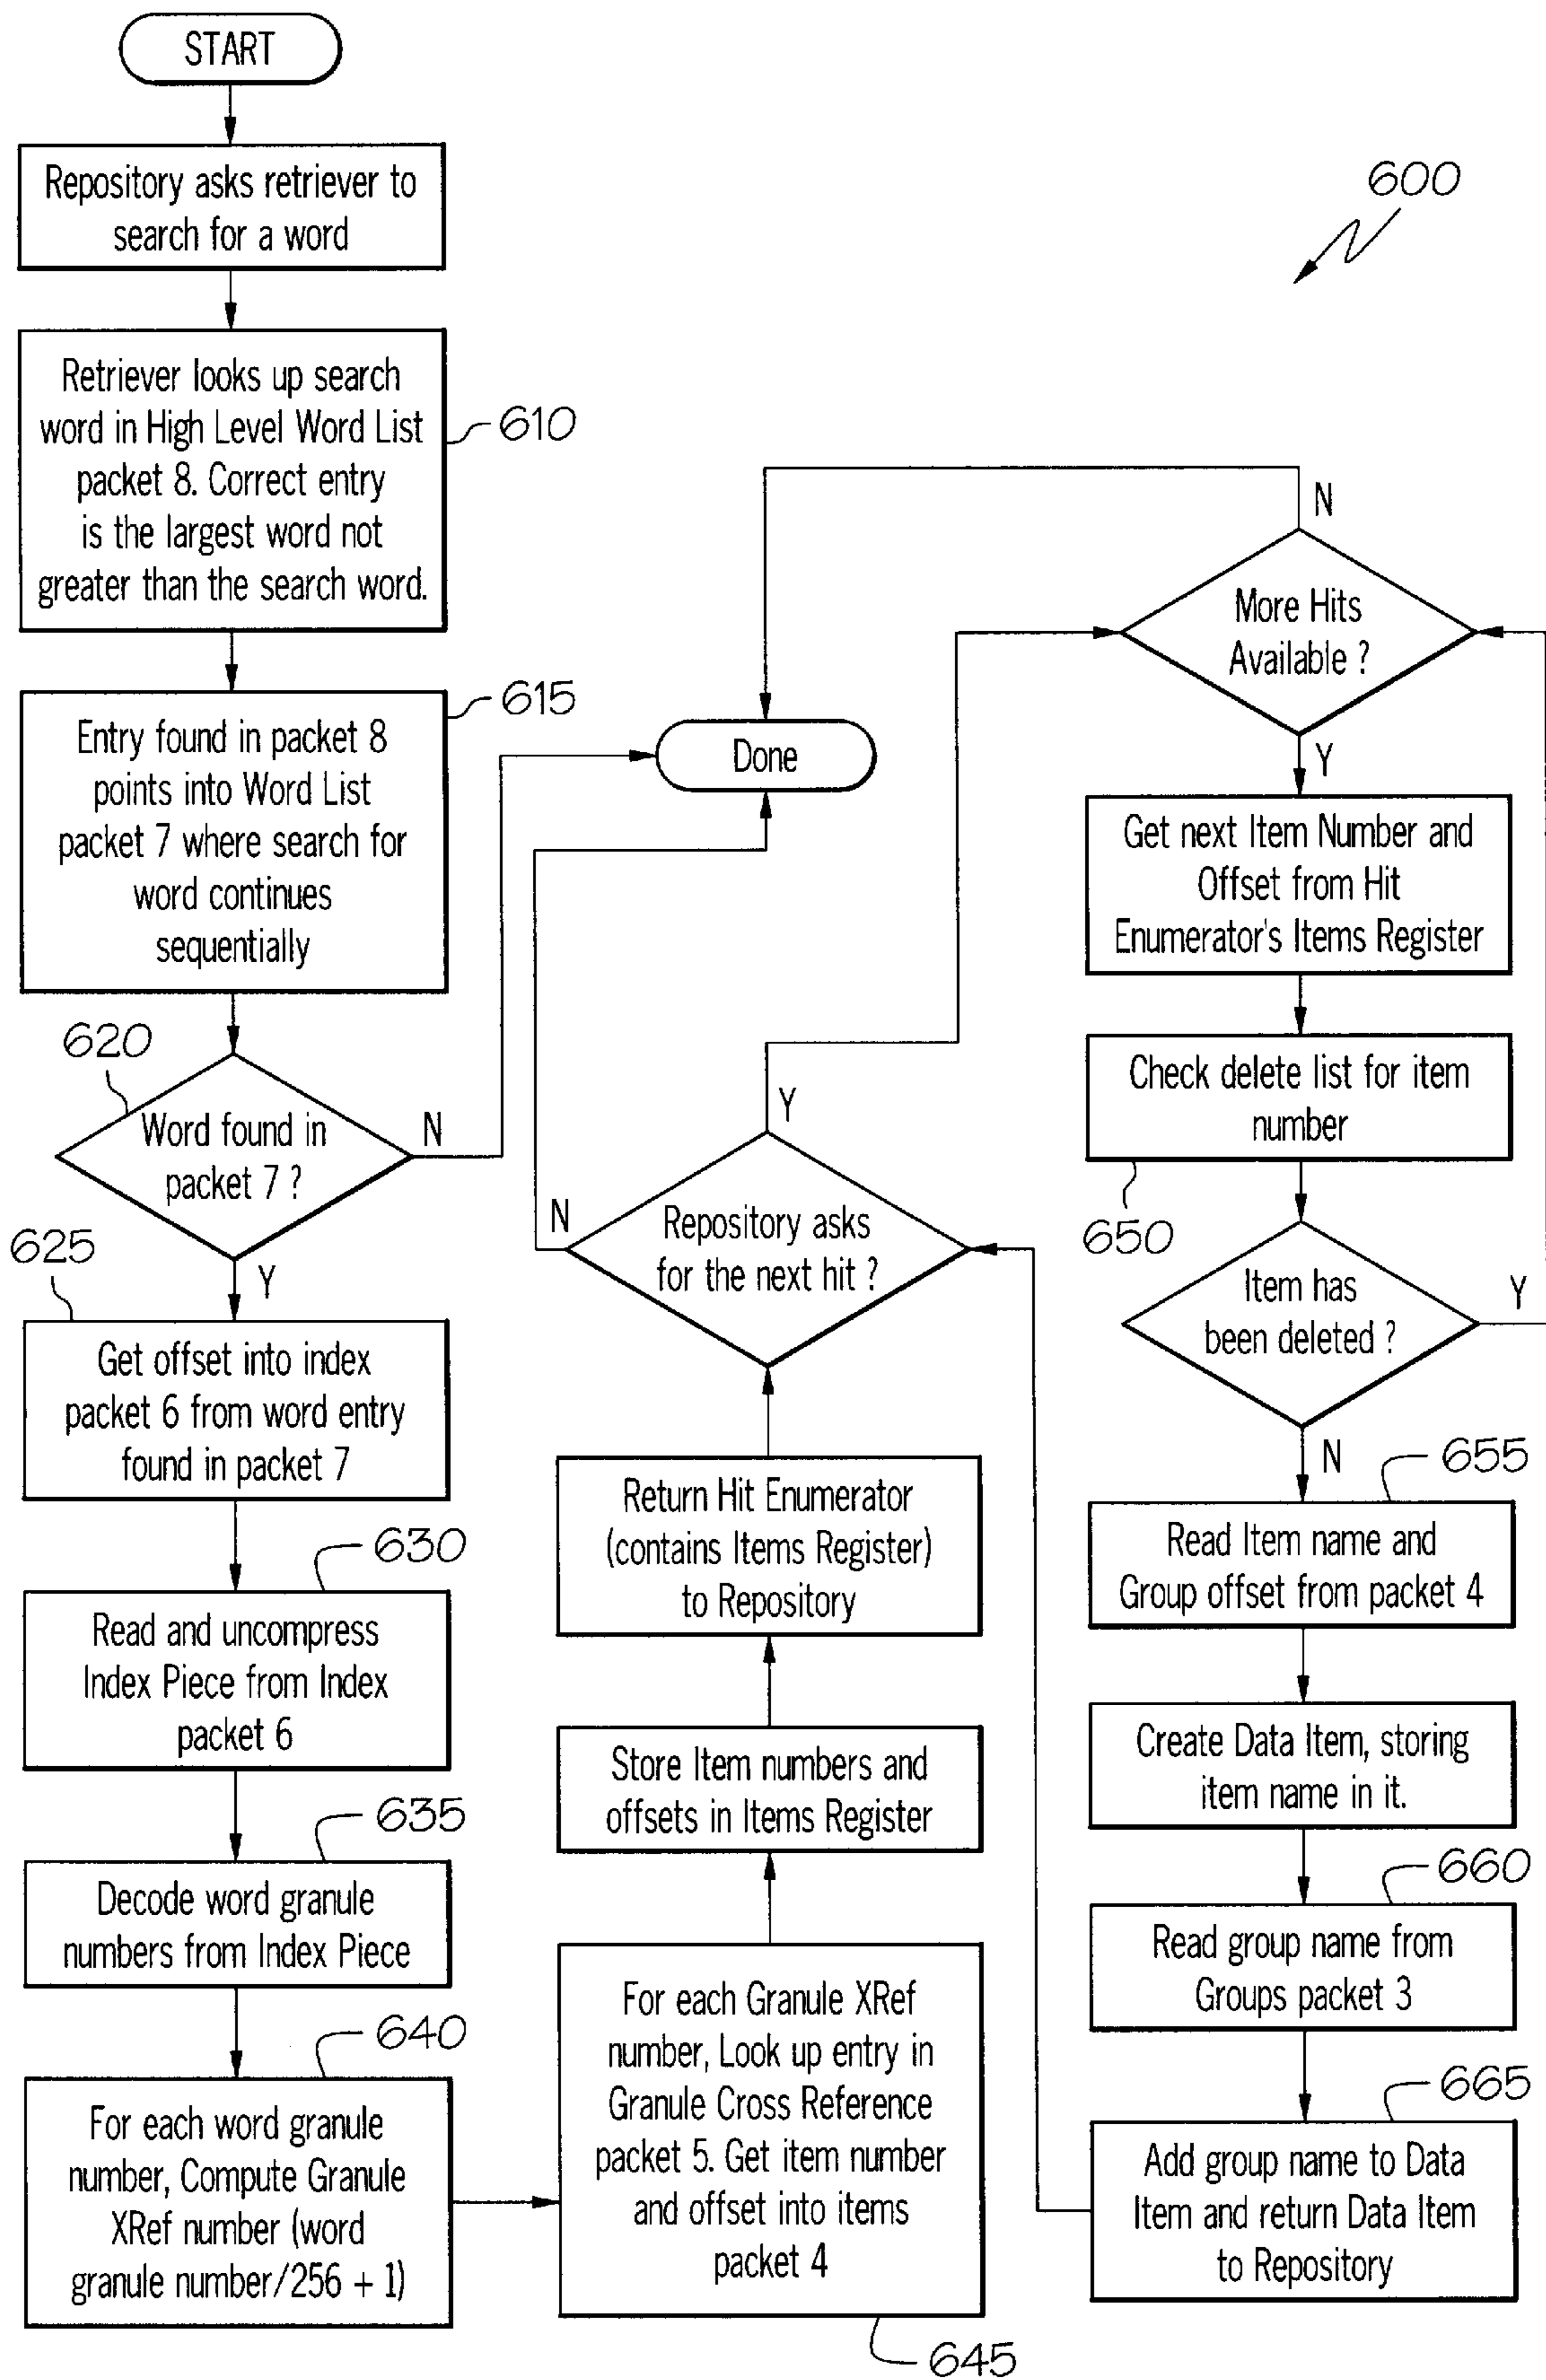 START
Repository asks retriever to
search for a word
600
Retriever looks up search
word in High Level Word List
packet 8. Correct entry
is the largest word not
greater than the search word.
610
Entry found in packet 8
points into Word List
packet 7 where search for
word continues
sequentially
615
620
Word found in
packet 7 ?
N
Y
625
Get offset into index
packet 6 from word entry
found in packet 7
630
Read and uncompress
Index Piece from Index
packet 6
635
Decode word granule
numbers from Index Piece
640
For each word granule
number, Compute Granule
XRef number (word
granule number/256 + 1)
Done
Y
N
Repository asks
for the next hit ?
Return Hit Enumerator
(contains Items Register)
to Repository
Store Item numbers and
offsets in Items Register
For each Granule XRef
number, Look up entry in
Granule Cross Reference
packet 5. Get item number
and offset into items
packet 4
645
N
More Hits
Available ?
Y
Get next Item Number and
Offset from Hit
Enumerator's Items Register
Check delete list for item
number
650
Item has
been deleted ?
Y
N
655
Read Item name and
Group offset from packet 4
Create Data Item, storing
item name in it.
660
Read group name from
Groups packet 3
665
Add group name to Data
Item and return Data Item
to Repository